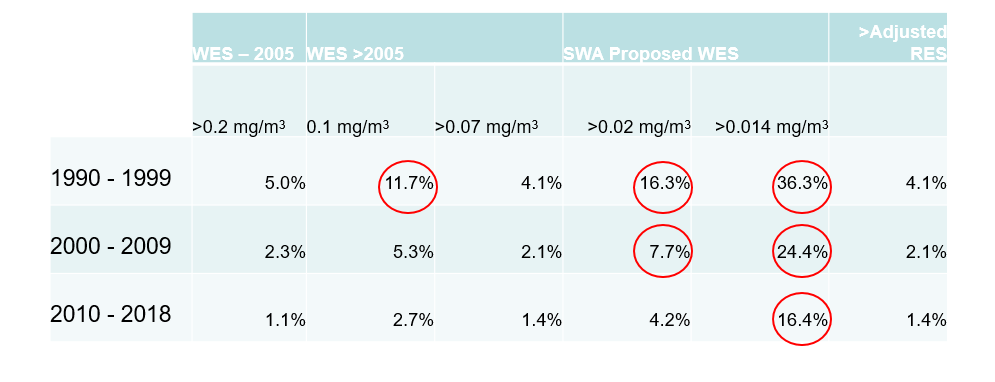 >Adjusted
WES – 2005 WES >2005 SWA Proposed WES RES
>0.2 mg/m³ 0.1 mg/m³ >0.07 mg/m³ >0.02 mg/m³ >0.014 mg/m³
1990 - 1999 5.0% 11.7% 4.1% 16.3% 36.3% 4.1%
2000 - 2009 2.3% 5.3% 2.1% 7.7% 24.4% 2.1%
2010 - 2018 1.1% 2.7% 1.4% 4.2% 16.4% 1.4%